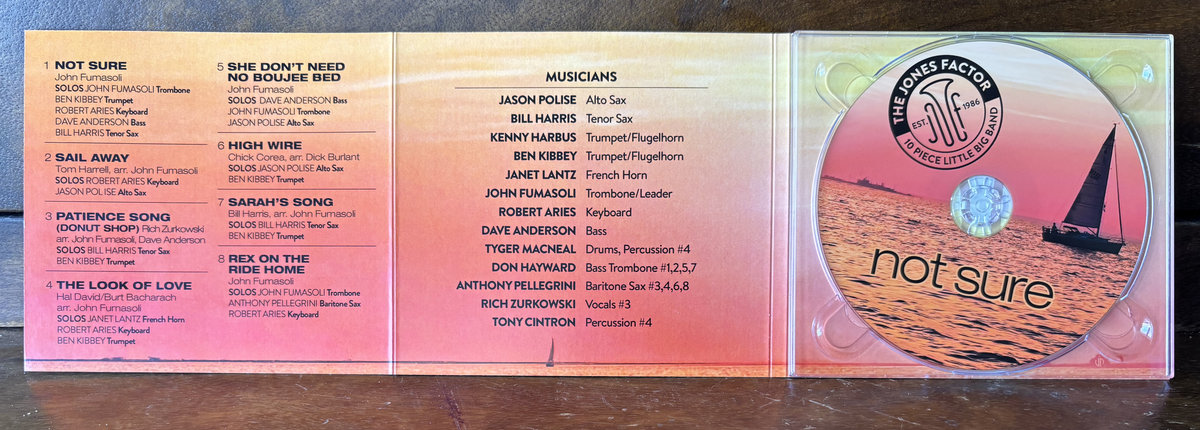 1 NOT SURE
John Fumasoli
SOLOS JOHN FUMASOLI Trombone
BEN KIBBEY Trumpet
ROBERT ARIES Keyboard
DAVE ANDERSON Bass
BILL HARRIS Tenor Sax
2 SAIL AWAY
Tom Harrell, arr. John Fumasoli
SOLOS ROBERT ARIES Keyboard
JASON POLISE Alto Sax
3 PATIENCE SONG
(DONUT SHOP) Rich Zurkowski
arr. John Fumasoli, Dave Anderson
SOLOS BILL HARRIS Tenor Sax
BEN KIBBEY Trumpet
4 THE LOOK OF LOVE
Hal David/Burt Bacharach
arr. John Fumasoli
SOLOS JANET LANTZ French Horn
ROBERT ARIES Keyboard
BEN KIBBEY Trumpet
5 SHE DON'T NEED
NO BOUJEE BED
John Fumasoli
SOLOS DAVE ANDERSON Bass
JOHN FUMASOLI Trombone
JASON POLISE Alto Sax
6 HIGH WIRE
Chick Corea, arr. Dick Burlant
SOLOS JASON POLISE Alto Sax
BEN KIBBEY Trumpet
7 SARAH'S SONG
Bill Harris, arr. John Fumasoli
SOLOS BILL HARRIS Tenor Sax
BEN KIBBEY Trumpet
8 REX ON THE
RIDE HOME
John Fumasoli
SOLOS JOHN FUMASOLI Trombone
ANTHONY PELLEGRINI Baritone Sax
ROBERT ARIES Keyboard
MUSICIANS
JASON POLISE Alto Sax
BILL HARRIS Tenor Sax
KENNY HARBUS Trumpet/Flugelhorn
BEN KIBBEY Trumpet/Flugelhorn
JANET LANTZ French Horn
JOHN FUMASOLI Trombone/Leader
ROBERT ARIES Keyboard
DAVE ANDERSON Bass
TYGER MACNEAL Drums, Percussion #4
DON HAYWARD Bass Trombone #1,2,5,7
ANTHONY PELLEGRINI Baritone Sax #3,4,6,8
RICH ZURKOWSKI Vocals #3
TONY CINTRON Percussion #4
THE JONES FACTOR
EST. 1986
10 PIECE LITTLE BIG BAND
not sure